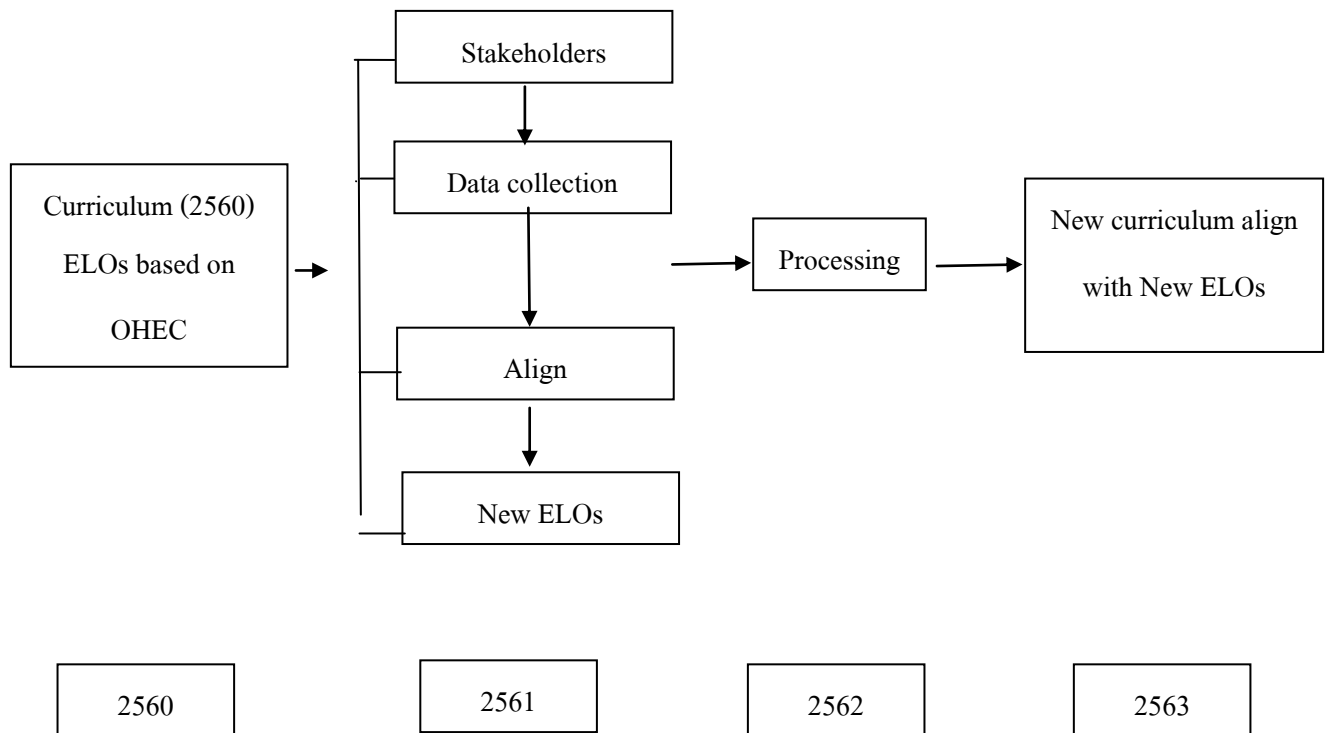 Stakeholders
Data collection
Curriculum (2560)
ELOs based on
OHEC
Processing
New curriculum align
with New ELOs
Align
New ELOs
2560
2561
2562
2563